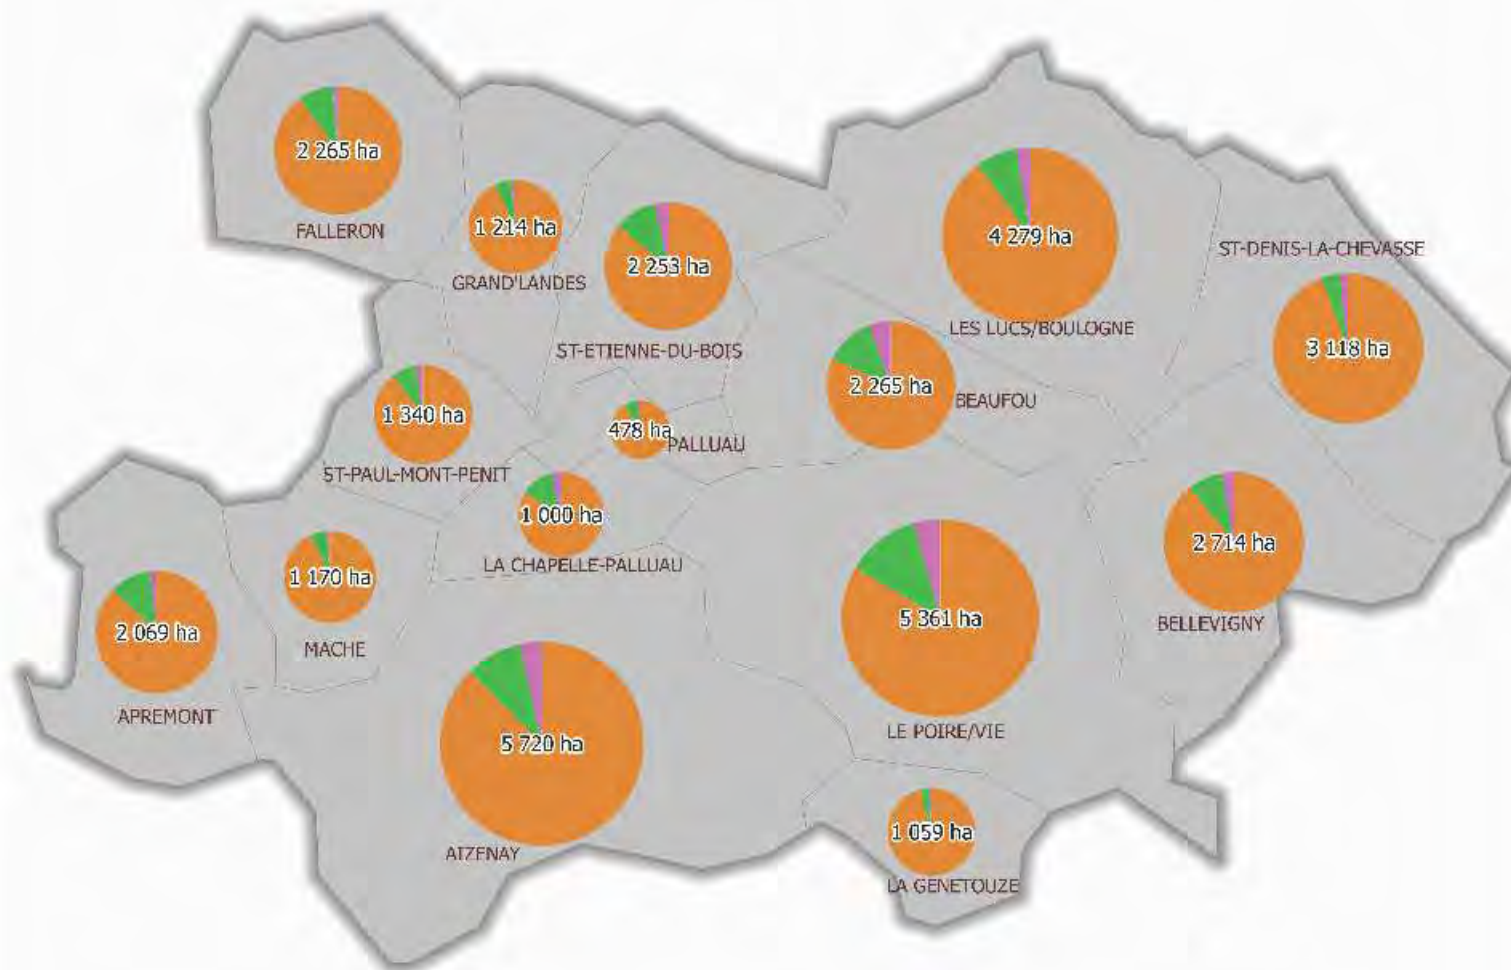 2 265 ha
FALLERON
1 214 ha
GRAND'LANDES
2 253 ha
ST-ETIENNE-DU-BOIS
4 279 ha
LES LUCS/BOULOGNE
ST-DENIS-LA-CHEVASSE
3 118 ha
2 265 ha
BEAUFOU
1 340 ha
ST-PAUL-MONT-PENIT
478 ha
PALLUAU
1 000 ha
LA CHAPELLE-PALLUAU
2 714 ha
BELLEVIGNY
1 170 ha
MACHE
2 069 ha
APREMONT
5 361 ha
LE POIRE/VIE
5 720 ha
AIZENAY
1 059 ha
LA GENETOUZE